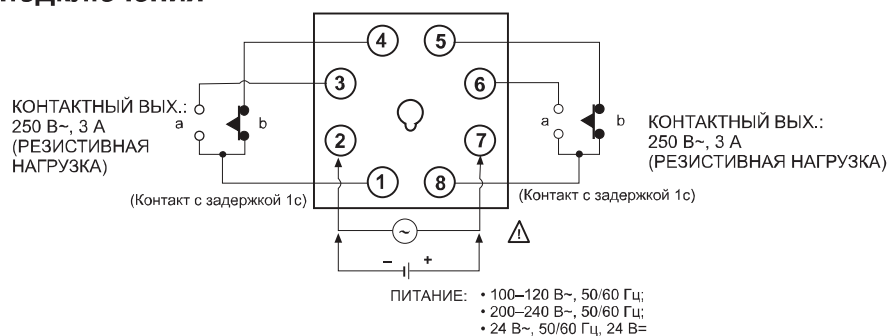 4
5
3
6
КОНТАКТНЫЙ ВЫХ.:
250 В~, 3 А
(РЕЗИСТИВНАЯ
НАГРУЗКА)
a
b
2
7
a
b
КОНТАКТНЫЙ ВЫХ.:
250 В~, 3 А
(РЕЗИСТИВНАЯ НАГРУЗКА)
1
8
(Контакт с задержкой 1с)
(Контакт с задержкой 1с)
~
!
– +
ПИТАНИЕ: • 100–120 В~, 50/60 Гц;
• 200–240 В~, 50/60 Гц;
• 24 В~, 50/60 Гц, 24 В=